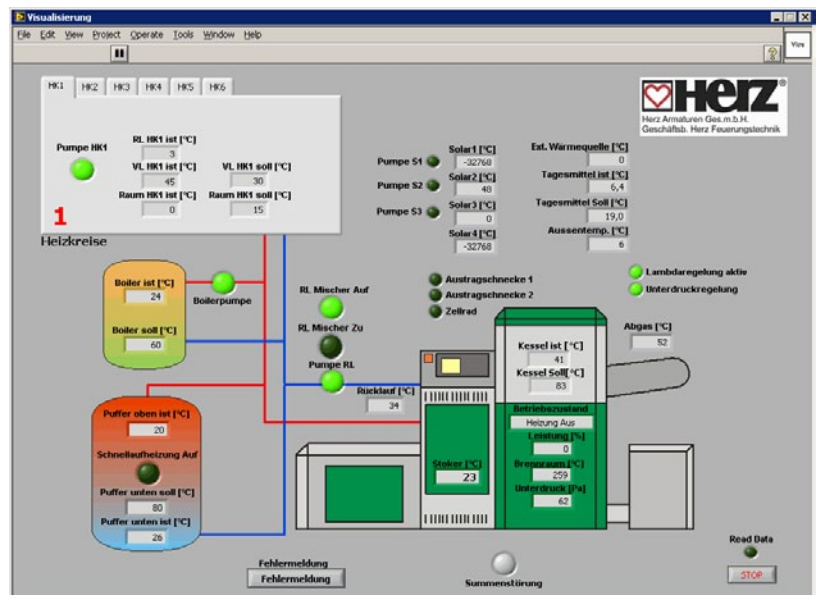 Visualisierung
File Edit View Project Operate Tools Window Help
HK1 HK2 HK3 HK4 HK5 HK6
Pumpe HK1
RL HK1 ist [°C]
3
VL HK1 ist [°C] VL HK1 soll [°C]
45 30
Raum HK1 ist [°C] Raum HK1 soll [°C]
0 15
1
Heizkreise
Pumpe S1
Pumpe S2
Pumpe S3
Solar1 [°C]
-32768
Solar2 [°C]
48
Solar3 [°C]
0
Solar4 [°C]
-32768
Ext. Wärmequelle [°C]
0
Tagesmittel ist [°C]
6,4
Tagesmittel Soll [°C]
19,0
Aussentemp. [°C]
6
HERZ®
Herz Armaturen Ges.m.b.H.
Geschäftsb. Herz Feuerungstechnik
Boiler ist [°C]
24
Boilerpumpe
Boiler soll [°C]
60
RL Mischer Auf
RL Mischer Zu
Pumpe RL
Austragschnecke 1
Austragschnecke 2
Zellrad
Lambdaregelung aktiv
Unterdruckregelung
Abgas [°C]
52
Kessel ist [°C]
41
Kessel Soll[°C]
83
Rücklauf [°C]
34
Betriebszustand
Heizung Aus
Leistung [%]
0
Brennraum [°C]
259
Unterdruck [Pa]
62
Stoker [°C]
23
Puffer oben ist [°C]
20
Schnellaufheizung Auf
Puffer unten soll [°C]
80
Puffer unten ist [°C]
26
Fehlermeldung
Fehlermeldung
Summenstörung
Read Data
STOP